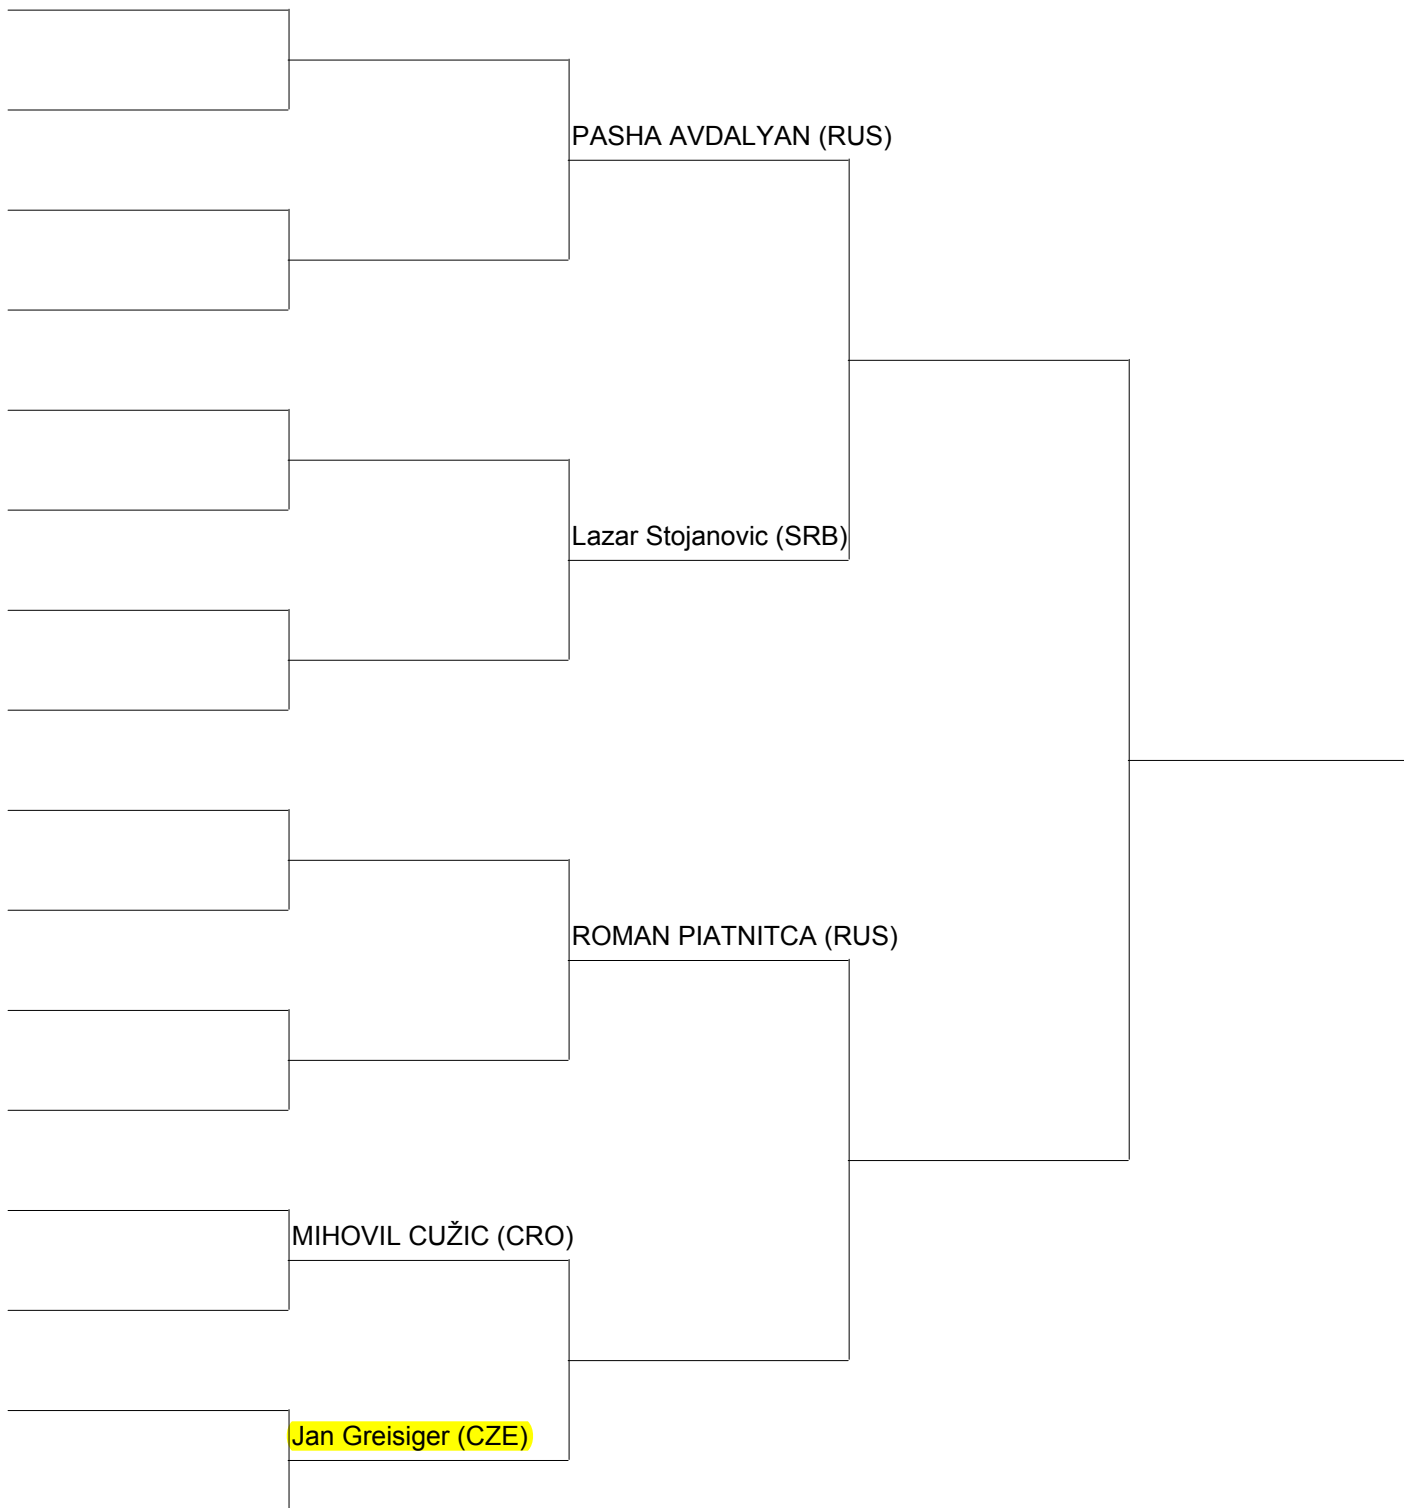 PASHA AVDALYAN (RUS)
Lazar Stojanovic (SRB)
ROMAN PIATNITCA (RUS)
MIHOVIL CUŽIC (CRO)
Jan Greisiger (CZE)